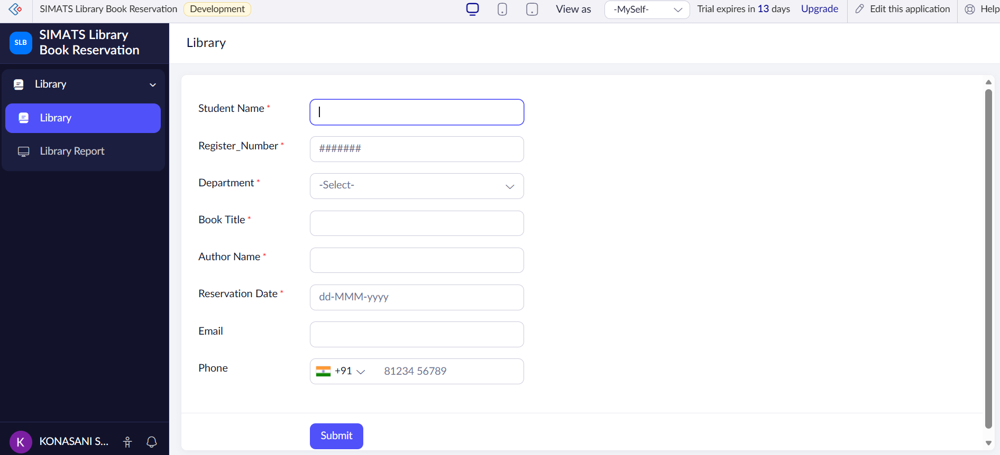 SIMATS Library Book Reservation
Development
View as
-MySelf-
Trial expires in 13 days
Upgrade
Edit this application
Help
SLB
SIMATS Library
Book Reservation
Library
Library
Library
Library Report
Student Name *
Register_Number *
#######
Department *
-Select-
Book Title *
Author Name *
Reservation Date *
dd-MMM-yyyy
Email
Phone
+91
81234 56789
Submit
K
KONASANI S...